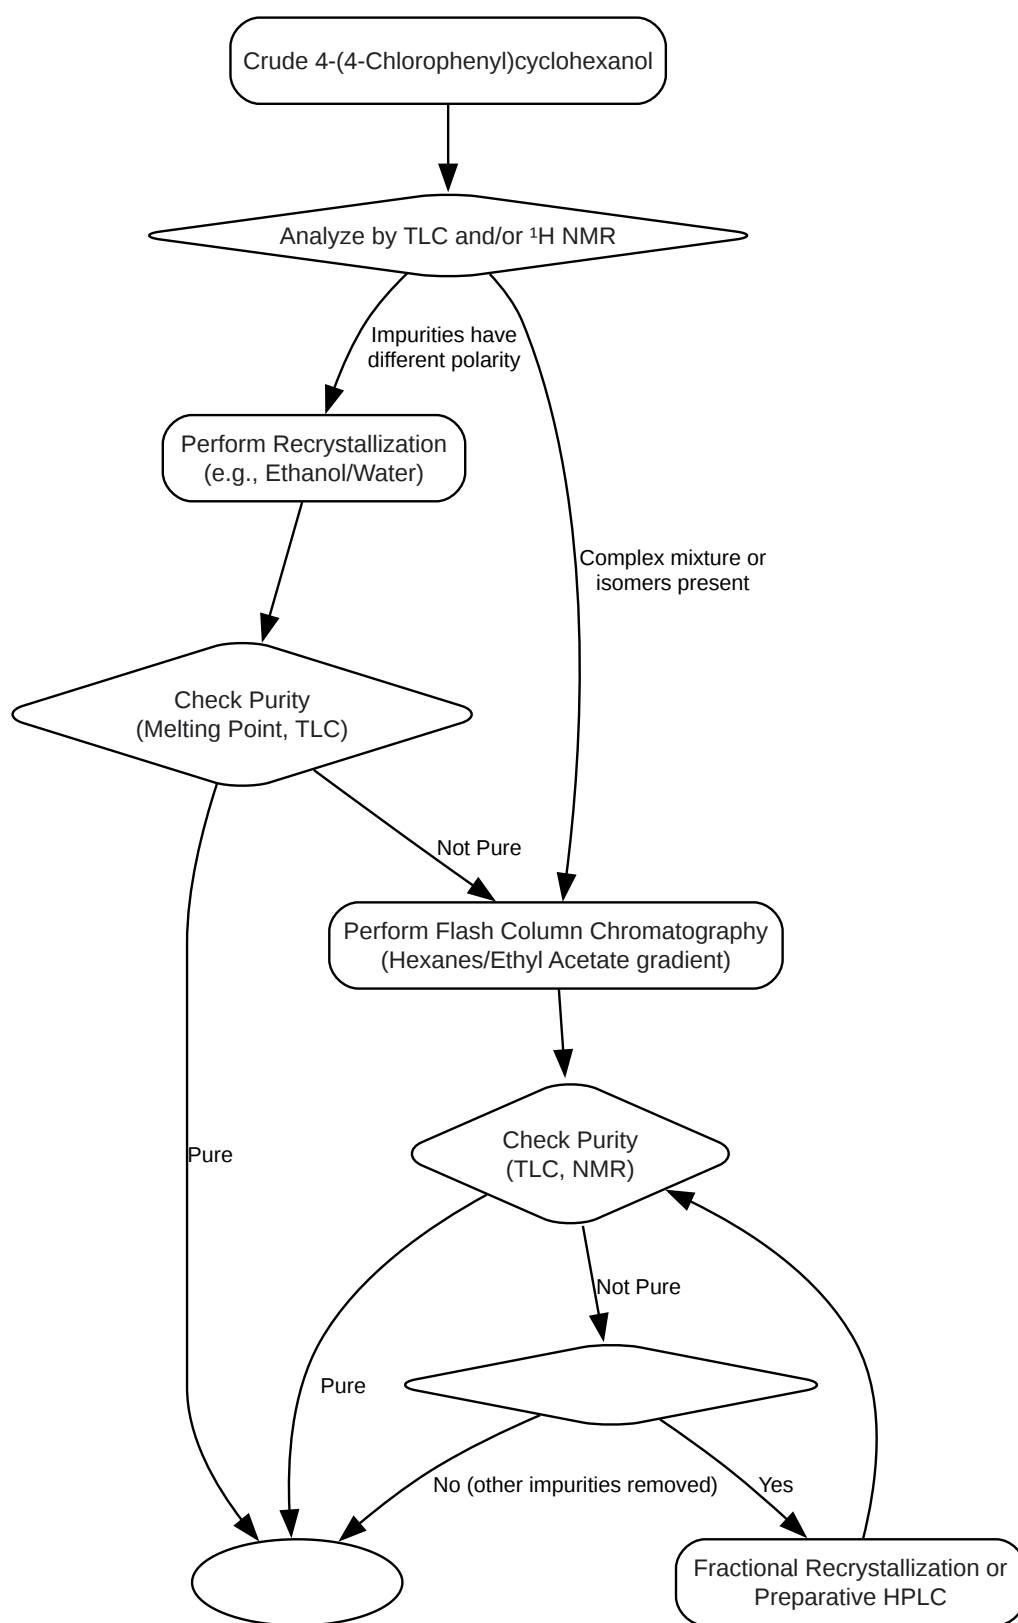 Crude 4-(4-Chlorophenyl)cyclohexanol
Analyze by TLC and/or ¹H NMR
Impurities have
different polarity
Perform Recrystallization
(e.g., Ethanol/Water)
Complex mixture or
isomers present
Check Purity
(Melting Point, TLC)
Not Pure
Perform Flash Column Chromatography
(Hexanes/Ethyl Acetate gradient)
Check Purity
(TLC, NMR)
Pure
Not Pure
Pure
No (other impurities removed)
Yes
Fractional Recrystallization or
Preparative HPLC